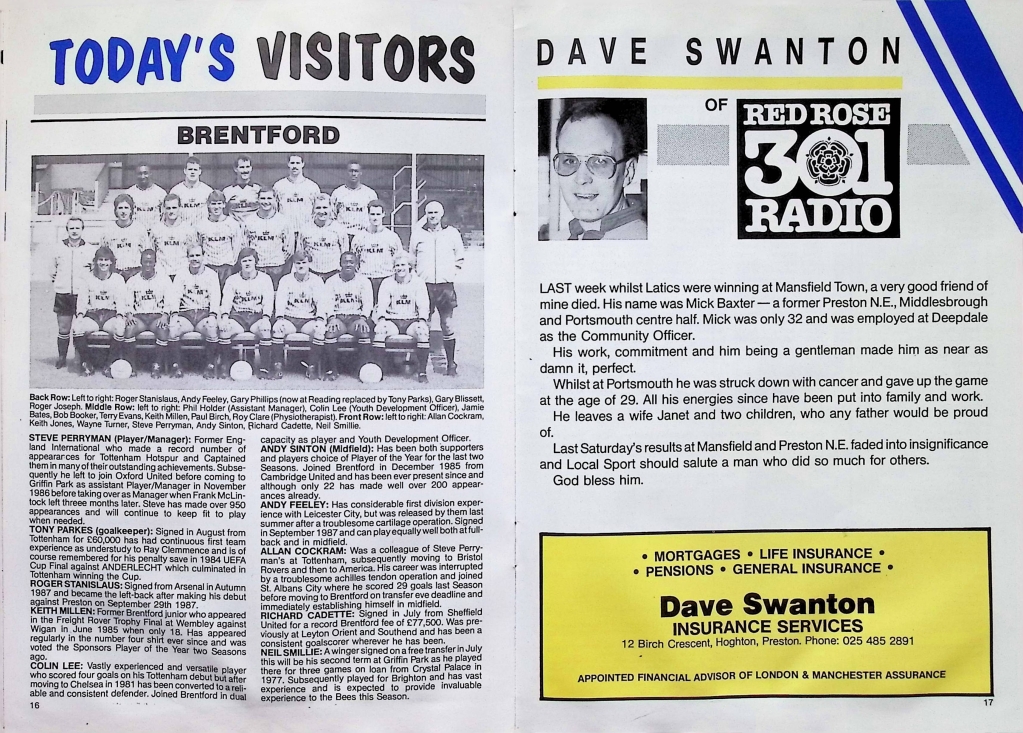 TODAY'S VISITORS
BRENTFORD
Back Row: Left to right: Roger Stanislaus, Andy Feeley, Gary Phillips (now at Reading replaced by Tony Parks), Gary Blissett,
Roger Joseph. Middle Row: left to right: Phil Holder (Assistant Manager), Colin Lee (Youth Development Officer), Jamie
Bates, Bob Booker, Terry Evans, Keith Millen, Paul Birch, Roy Clare (Physiotherapist). Front Row: left to right: Allan Cockram,
Keith Jones, Wayne Turner, Steve Perryman, Andy Sinton, Richard Cadette, Neil Smillie.
STEVE PERRYMAN (Player/Manager): Former Eng-
land International who made a record number of
appearances for Tottenham Hotspur and Captained
them in many of their outstanding achievements. Subse-
quently he left to join Oxford United before coming to
Griffin Park as assistant Player/Manager in November
1986 before taking over as Manager when Frank McLin-
tock left threee months later. Steve has made over 950
appearances and will continue to keep fit to play
when needed.
TONY PARKES (goalkeeper): Signed in August from
Tottenham for £60,000 has had continuous first team
experience as understudy to Ray Clemmence and is of
course remembered for his penalty save in 1984 UEFA
Cup Final against ANDERLECHT which culminated in
Tottenham winning the Cup.
ROGER STANISLAUS: Signed from Arsenal in Autumn
1987 and became the left-back after making his debut
against Preston on September 29th 1987.
KEITH MILLEN: Former Brentford junior who appeared
in the Freight Rover Trophy Final at Wembley against
Wigan in June 1985 when only 18. Has appeared
regularly in the number four shirt ever since and was
voted the Sponsors Player of the Year two Seasons
ago.
COLIN LEE: Vastly experienced and versatile player
who scored four goals on his Tottenham debut but after
moving to Chelsea in 1981 has been converted to a reli-
able and consistent defender. Joined Brentford in dual
16
capacity as player and Youth Development Officer.
ANDY SINTON (Midfield): Has been both supporters
and players choice of Player of the Year for the last two
Seasons. Joined Brentford in December 1985 from
Cambridge United and has been ever present since and
although only 22 has made well over 200 appear-
ances already.
ANDY FEELEY: Has considerable first division experi-
ence with Leicester City, but was released by them last
summer after a troublesome cartilage operation. Signed
in September 1987 and can play equally well both at full-
back and in midfield.
ALLAN COCKRAM: Was a colleague of Steve Perry-
man's at Tottenham, subsequently moving to Bristol
Rovers and then to America. His career was interrupted
by a troublesome achilles tendon operation and joined
St. Albans City where he scored 29 goals last Season
before moving to Brentford on transfer eve deadline and
immediately establishing himself in midfield.
RICHARD CADETTE: Signed in July from Sheffield
United for a record Brentford fee of £77,500. Was pre-
viously at Leyton Orient and Southend and has been a
consistent goalscorer wherever he has been.
NEIL SMILLIE: A winger signed on a free transfer in July
this will be his second term at Griffin Park as he played
there for three games on loan from Crystal Palace in
1977. Subsequently played for Brighton and has vast
experience and is expected to provide invaluable
experience to the Bees this Season.
DAVE SWANTON
OF
RED ROSE
301
RADIO
LAST week whilst Latics were winning at Mansfield Town, a very good friend of
mine died. His name was Mick Baxter — a former Preston N.E., Middlesbrough
and Portsmouth centre half. Mick was only 32 and was employed at Deepdale
as the Community Officer.
His work, commitment and him being a gentleman made him as near as
damn it, perfect.
Whilst at Portsmouth he was struck down with cancer and gave up the game
at the age of 29. All his energies since have been put into family and work.
He leaves a wife Janet and two children, who any father would be proud
of.
Last Saturday's results at Mansfield and Preston N.E. faded into insignificance
and Local Sport should salute a man who did so much for others.
God bless him.
• MORTGAGES • LIFE INSURANCE •
• PENSIONS • GENERAL INSURANCE •
Dave Swanton
INSURANCE SERVICES
12 Birch Crescent, Hoghton, Preston. Phone: 025 485 2891
APPOINTED FINANCIAL ADVISOR OF LONDON & MANCHESTER ASSURANCE
17